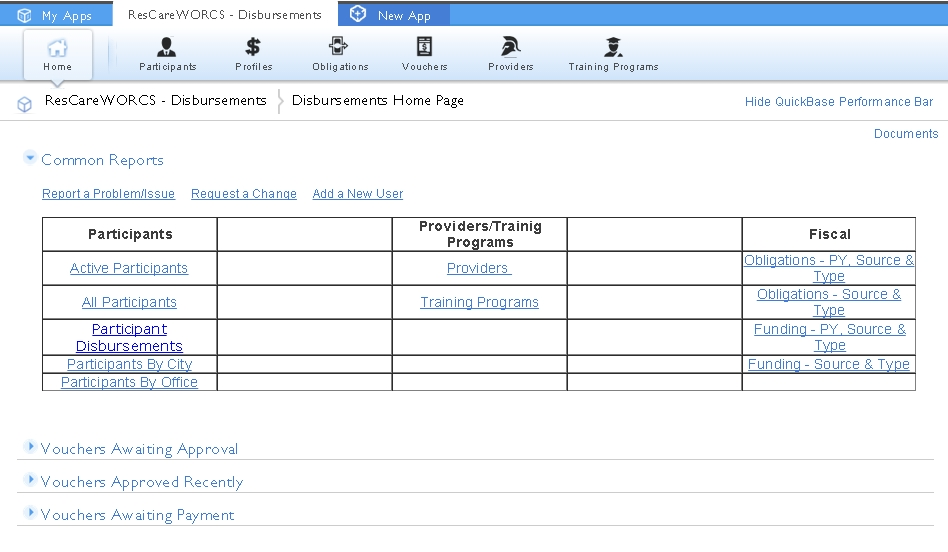 My Apps
ResCareWORCS - Disbursements
New App
Home
Participants
Profiles
Obligations
Vouchers
Providers
Training Programs
ResCareWORCS - Disbursements
Disbursements Home Page
Hide QuickBase Performance Bar
Documents
Common Reports
Report a Problem/Issue
Request a Change
Add a New User
Participants
Providers/Trainig
Programs
Fiscal
Active Participants
Providers
Obligations - PY, Source &
Type
All Participants
Training Programs
Obligations - Source &
Type
Participant
Disbursements
Funding - PY, Source &
Type
Participants By City
Funding - Source & Type
Participants By Office
Vouchers Awaiting Approval
Vouchers Approved Recently
Vouchers Awaiting Payment